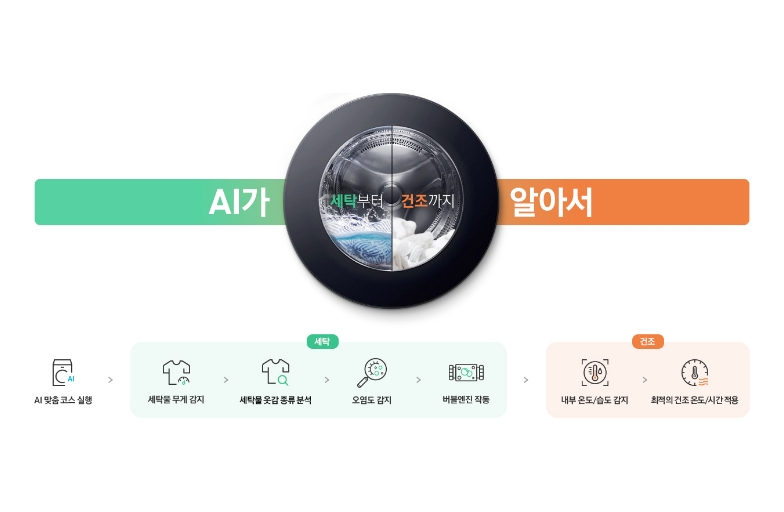 AI가 세탁부터 건조까지 알아서
세탁
건조
AI
AI 맞춤 코스 실행
세탁물 무게 감지
세탁물 옷감 종류 분석
오염도 감지
버블엔진 작동
내부 온도/습도 감지
최적의 건조 온도/시간 적용